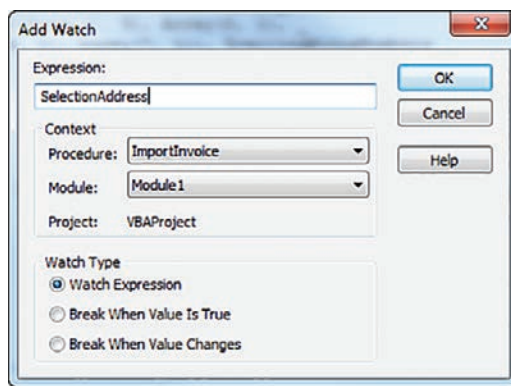 Add Watch
Expression:
SelectionAddress
OK
Cancel
Help
Context
Procedure: ImportInvoice
Module: Module1
Project: VBAProject
Watch Type
Watch Expression
Break When Value Is True
Break When Value Changes